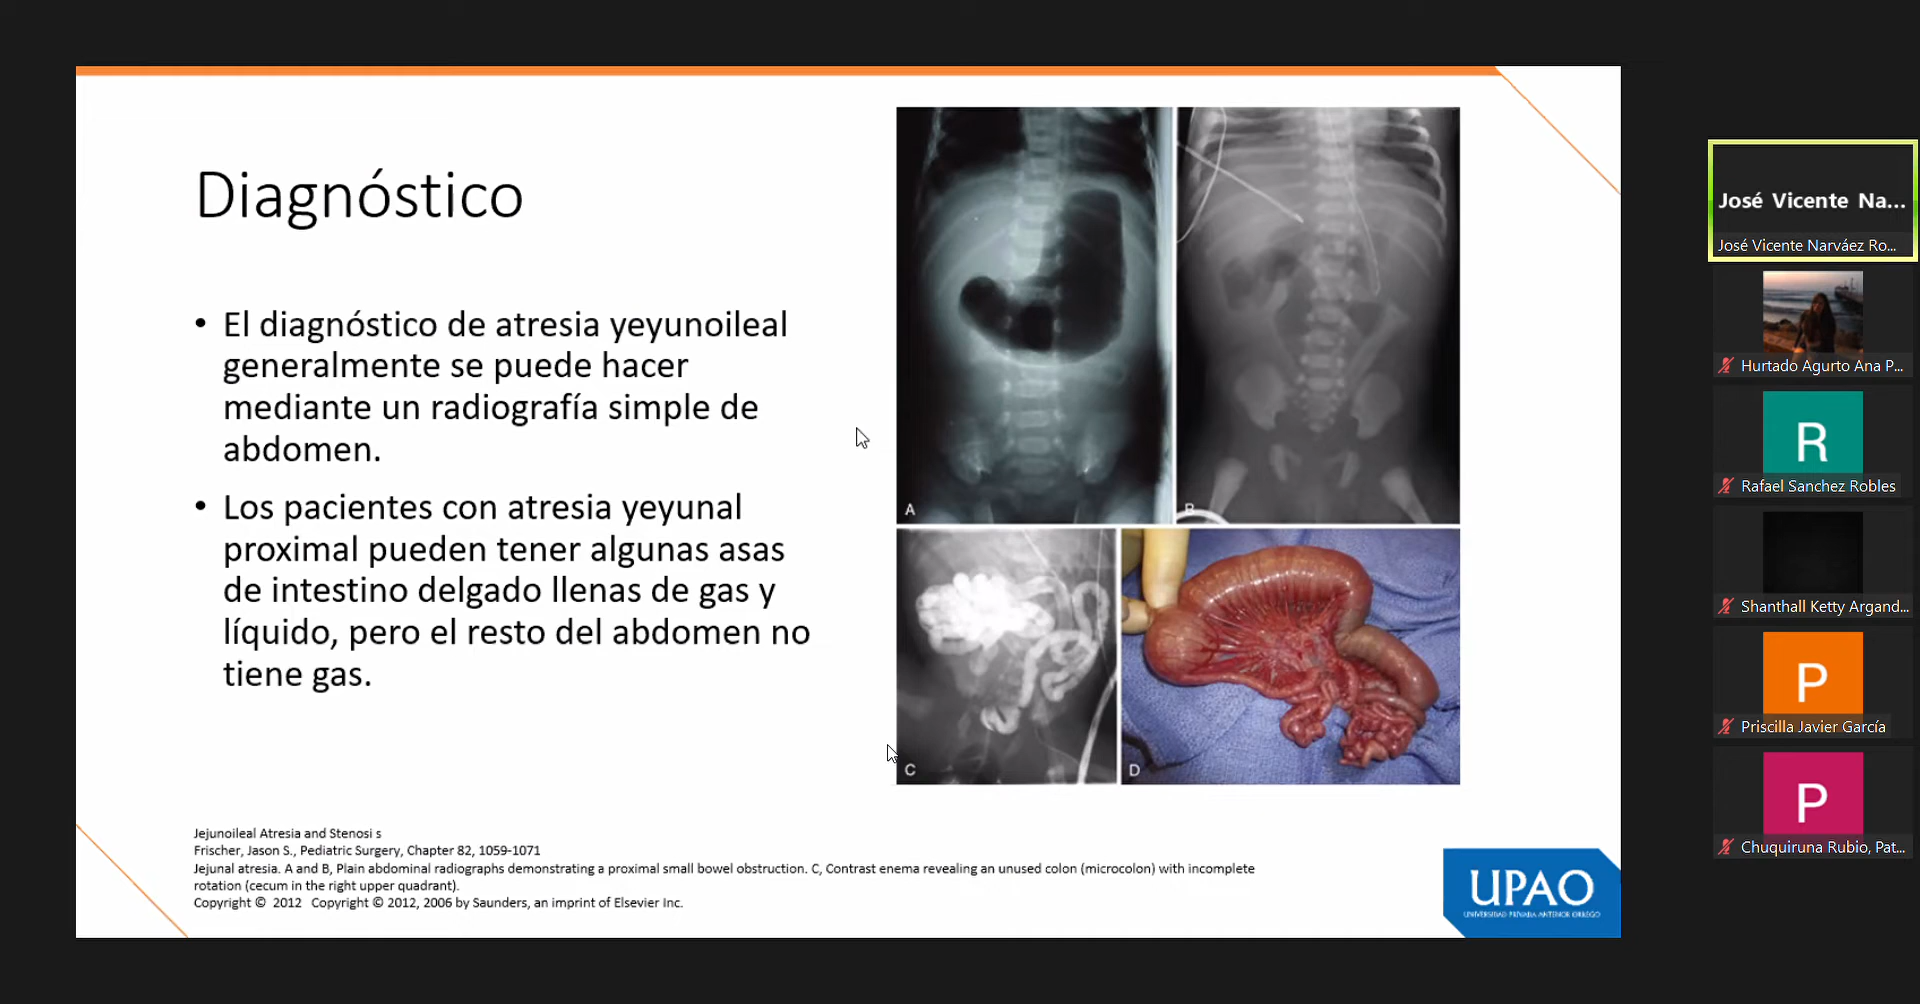 Diagnóstico
• El diagnóstico de atresia yeyunoileal
generalmente se puede hacer
mediante un radiografía simple de
abdomen.
• Los pacientes con atresia yeyunal
proximal pueden tener algunas asas
de intestino delgado llenas de gas y
líquido, pero el resto del abdomen no
tiene gas.
A
B
C
D
Jejunoileal Atresia and Stenosi s
Frischer, Jason S., Pediatric Surgery, Chapter 82, 1059-1071
Jejunal atresia. A and B, Plain abdominal radiographs demonstrating a proximal small bowel obstruction. C, Contrast enema revealing an unused colon (microcolon) with incomplete
rotation (cecum in the right upper quadrant).
Copyright © 2012 Copyright © 2012, 2006 by Saunders, an imprint of Elsevier Inc.
UPAO
UNIVERSIDAD PRIVADA ANTENOR ORREGO
José Vicente Na...
José Vicente Narváez Ro...
Hurtado Agurto Ana P...
R
Rafael Sanchez Robles
Shanthall Ketty Argand...
P
Priscilla Javier García
P
Chuquiruna Rubio, Pat...